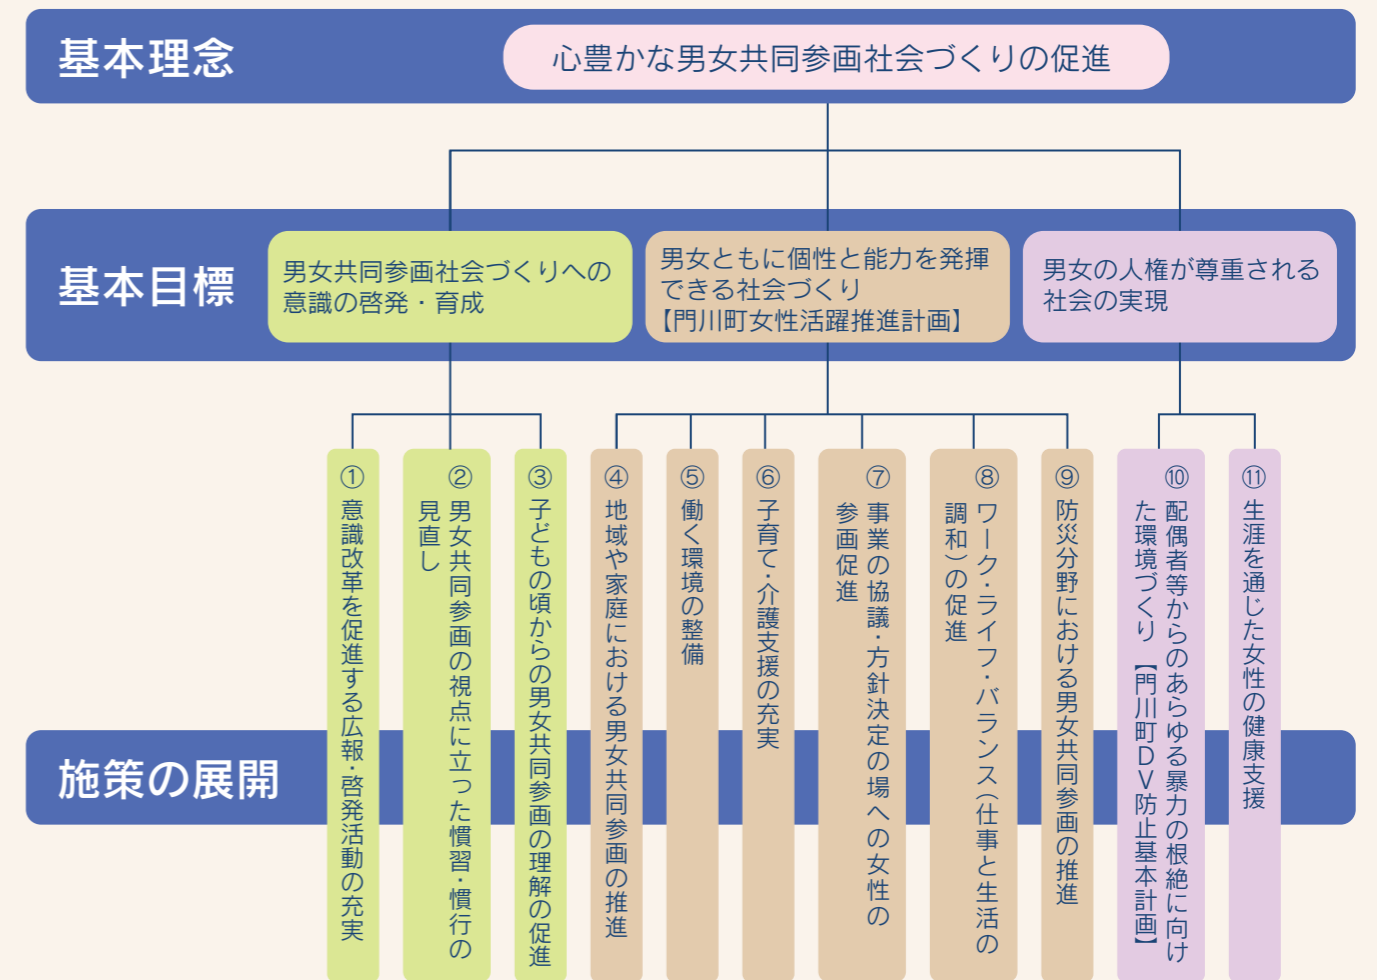 基本理念
心豊かな男女共同参画社会づくりの促進
基本目標
男女共同参画社会づくりへの
意識の啓発・育成
男女ともに個性と能力を発揮
できる社会づくり
【門川町女性活躍推進計画】
男女の人権が尊重される
社会の実現
施策の展開
①意識改革を促進する広報・啓発活動の充実
②男女共同参画の視点に立った慣習・慣行の
見直し
③子どもの頃からの男女共同参画の理解の促進
④地域や家庭における男女共同参画の推進
⑤働く環境の整備
⑥子育て・介護支援の充実
⑦事業の協議・方針決定の場への女性の
参画促進
⑧ワーク・ライフ・バランス（仕事と生活の
調和）の促進
⑨防災分野における男女共同参画の推進
⑩配偶者等からのあらゆる暴力の根絶に向け
た環境づくり　【門川町ＤＶ防止基本計画】
⑪生涯を通じた女性の健康支援